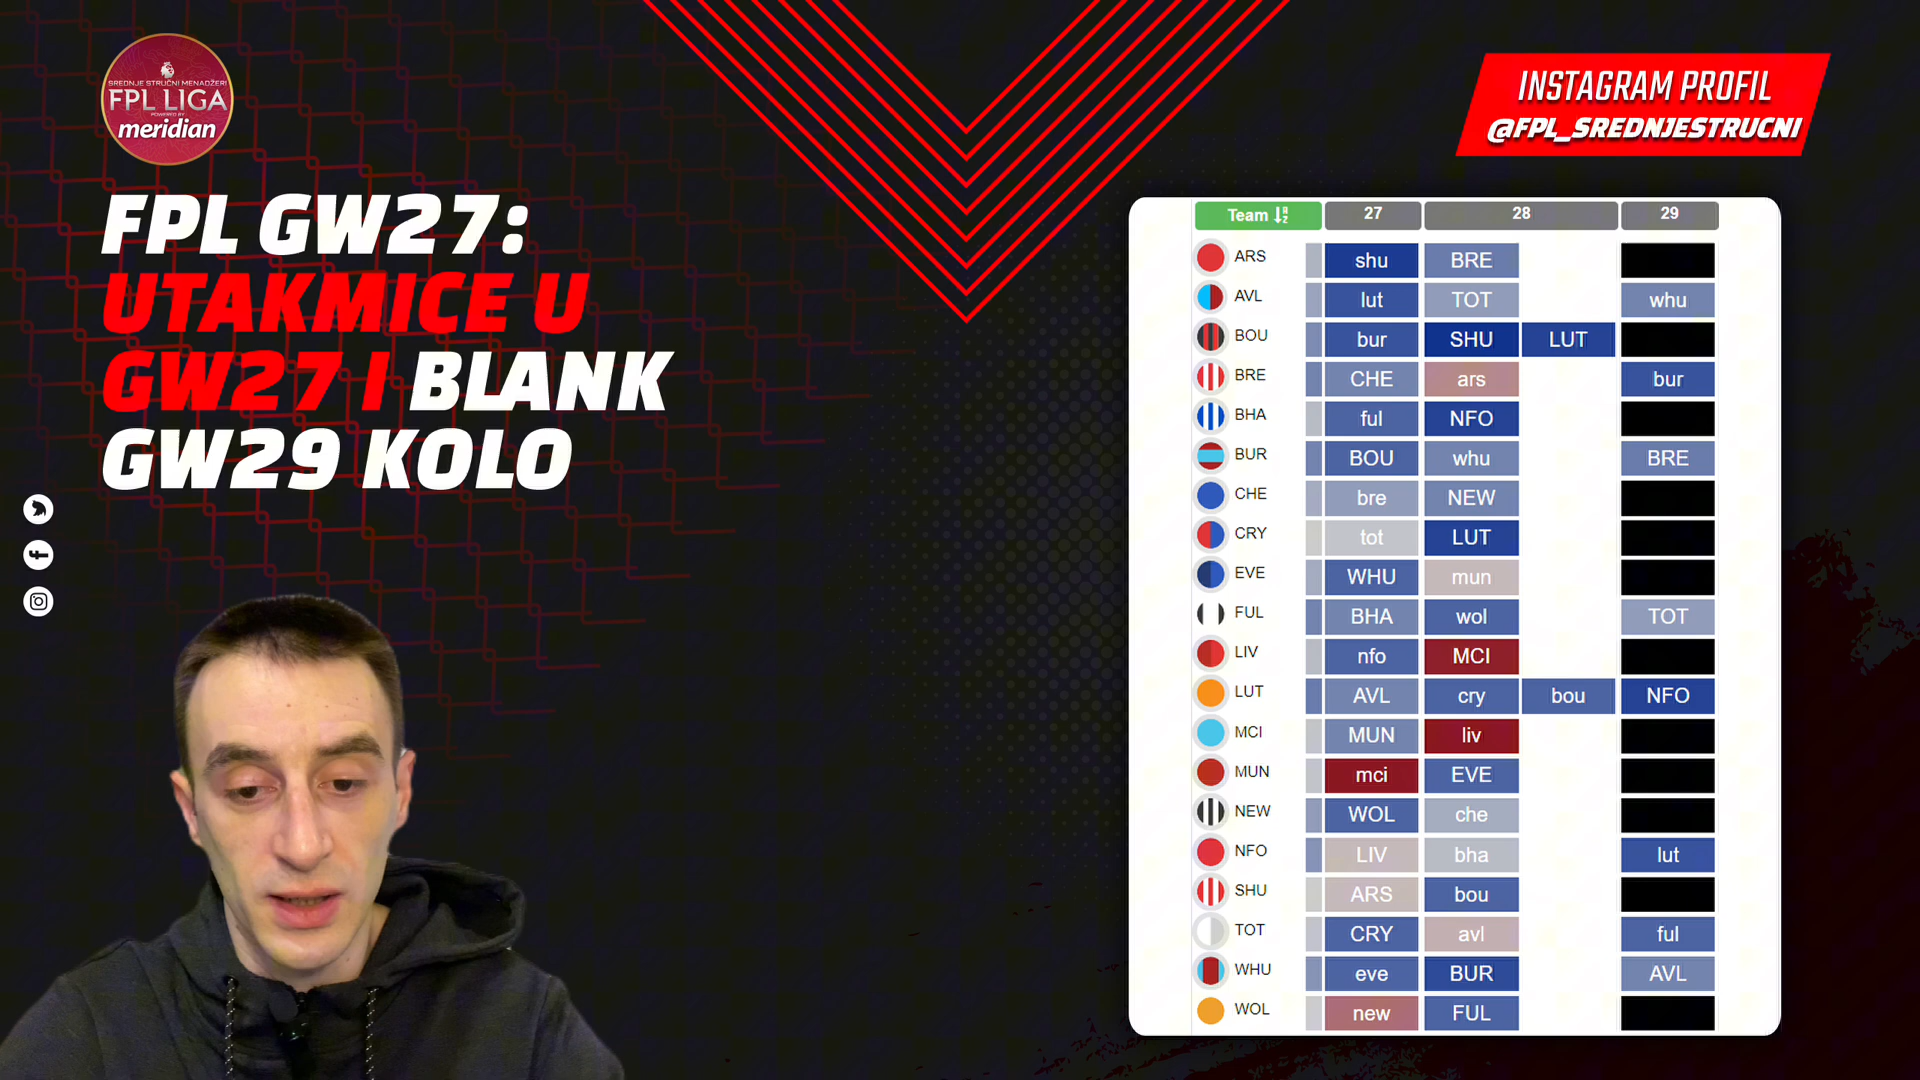 SREDNJE STRUČNI MENADŽERI
FPL LIGA
POWERED BY
meridian
INSTAGRAM PROFIL
@FPL_SREDNJESTRUCNI
FPL GW27:
UTAKMICE U
GW27 I BLANK
GW29 KOLO
Team 27 28 29
ARS shu BRE
AVL lut TOT whu
BOU bur SHU LUT
BRE CHE ars bur
BHA ful NFO
BUR BOU whu BRE
CHE bre NEW
CRY tot LUT
EVE WHU mun
FUL BHA wol TOT
LIV nfo MCI
LUT AVL cry bou NFO
MCI MUN liv
MUN mci EVE
NEW WOL che
NFO LIV bha lut
SHU ARS bou
TOT CRY avl ful
WHU eve BUR AVL
WOL new FUL